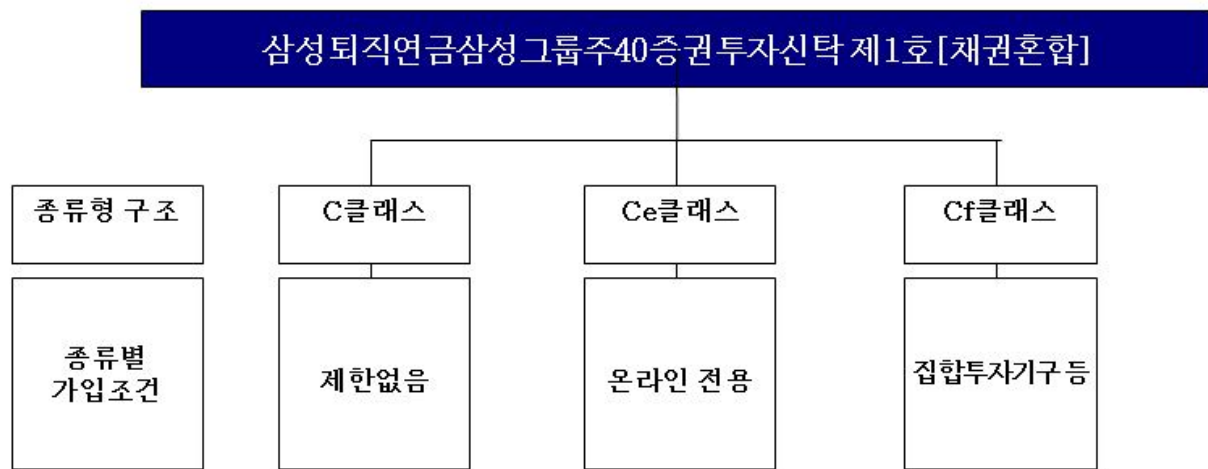 삼성퇴직연금삼성그룹주40증권투자신탁 제1호[채권혼합]
종류형 구조
C클래스
Ce클래스
Cf클래스
종류별
가입조건
제한없음
온라인 전용
집합투자기구 등